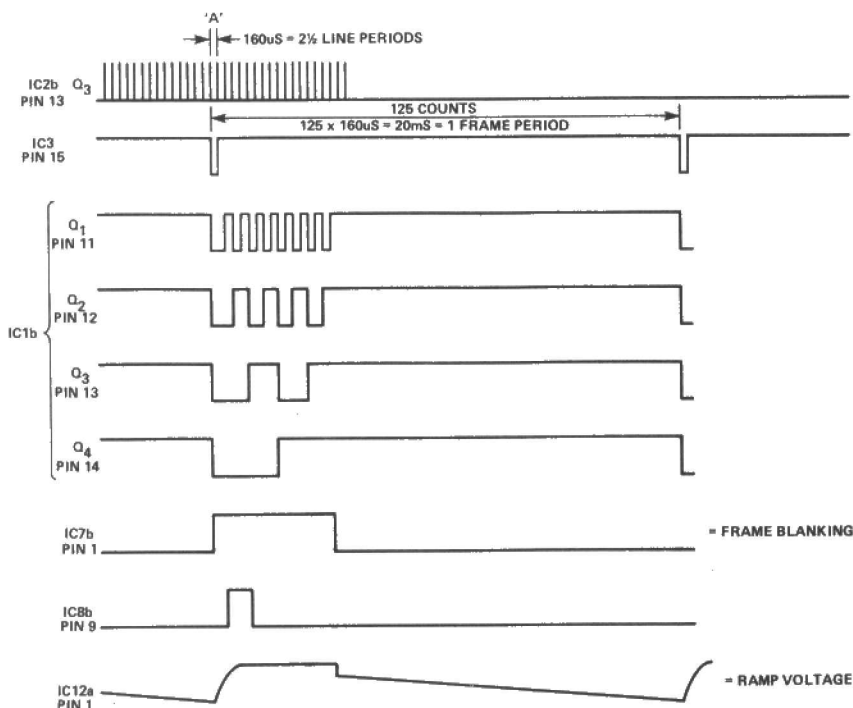 'A'
160uS = 2½ LINE PERIODS
IC2b Q3
PIN 13
125 COUNTS
125 x 160uS = 20mS = 1 FRAME PERIOD
IC3
PIN 15
Q1
PIN 11
Q2
PIN 12
IC1b
Q3
PIN 13
Q4
PIN 14
IC7b
PIN 1
= FRAME BLANKING
IC8b
PIN 9
IC12a
PIN 1
= RAMP VOLTAGE